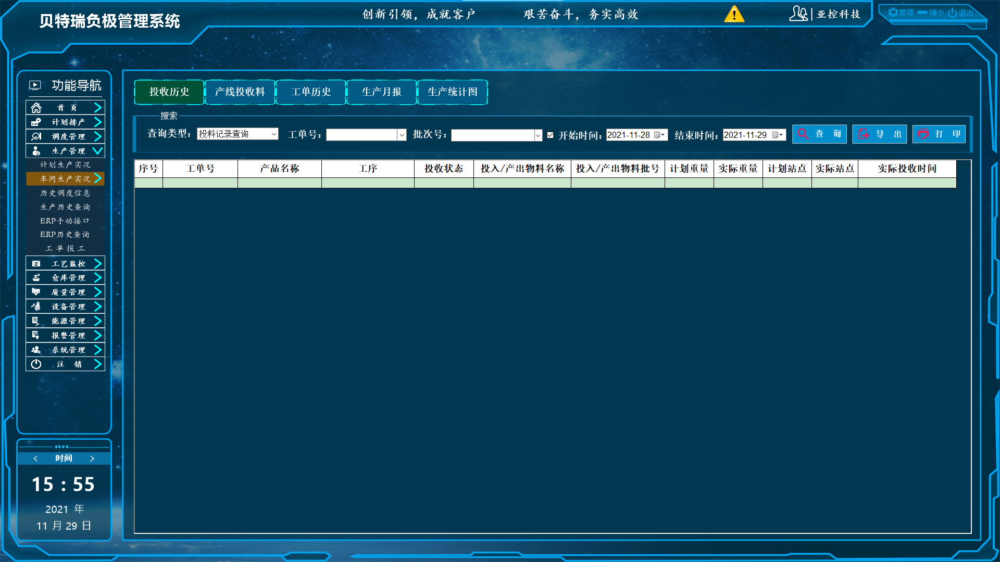 贝特瑞负极管理系统
创新引领，成就客户 艰苦奋斗，务实高效
亚控科技
管理 缩小 退出
功能导航
首 页
计划排产
调度管理
生产管理
计划生产实况
车间生产实况
历史调度信息
生产历史查询
ERP手动接口
ERP历史查询
工 单 报 工
工艺监控
仓库管理
质量管理
设备管理
能源管理
报警管理
系统管理
注 销
< 时间 >
15 : 55
2021 年
11 月 29 日
投收历史 产线投收料 工单历史 生产月报 生产统计图
搜索
查询类型: 投料记录查询 工单号: 批次号: 开始时间: 2021-11-28 结束时间: 2021-11-29 查 询 导 出 打 印
序号 工单号 产品名称 工序 投收状态 投入/产出物料名称 投入/产出物料批号 计划重量 实际重量 计划站点 实际站点 实际投收时间